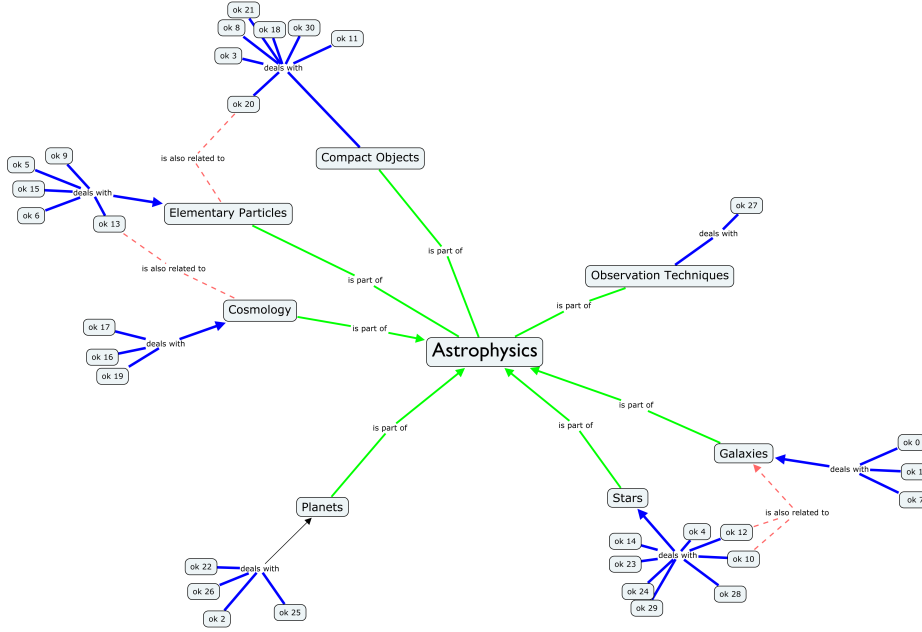 ok 21
ok 8
ok 18
ok 30
ok 11
ok 3
deals with
ok 20
is also related to
Compact Objects
ok 9
ok 5
ok 15
deals with
ok 6
ok 13
Elementary Particles
ok 27
deals with
is part of
is also related to
is part of
Observation Techniques
Cosmology
is part of
ok 17
is part of
deals with
ok 16
ok 19
Astrophysics
is part of
is part of
is part of
ok 0
Galaxies
deals with
ok 1
ok 7
Planets
Stars
is also related to
ok 4
ok 12
ok 14
deals with
ok 10
ok 23
ok 22
deals with
ok 26
ok 24
ok 28
ok 29
ok 2
ok 25